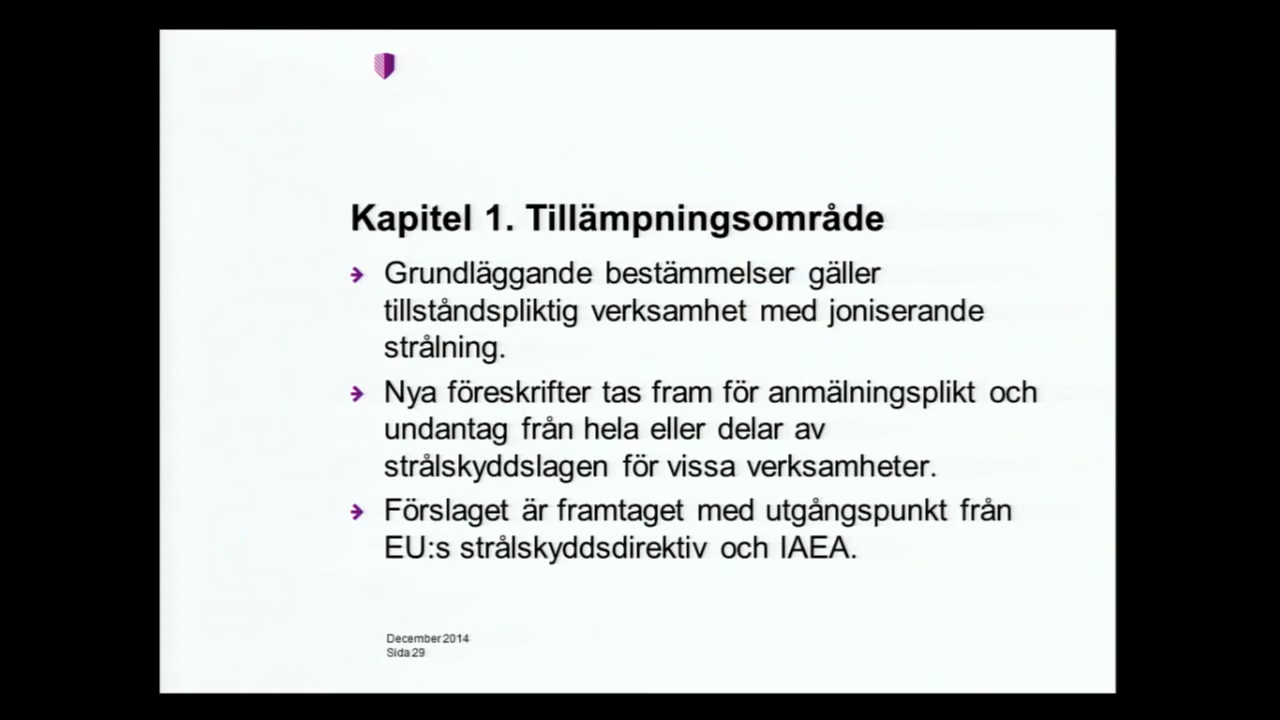 Kapitel 1. Tillämpningsområde
Grundläggande bestämmelser gäller
tillståndspliktig verksamhet med joniserande
strålning.
Nya föreskrifter tas fram för anmälningsplikt och
undantag från hela eller delar av
strålskyddslagen för vissa verksamheter.
Förslaget är framtaget med utgångspunkt från
EU:s strålskyddsdirektiv och IAEA.
December 2014
Sida 29